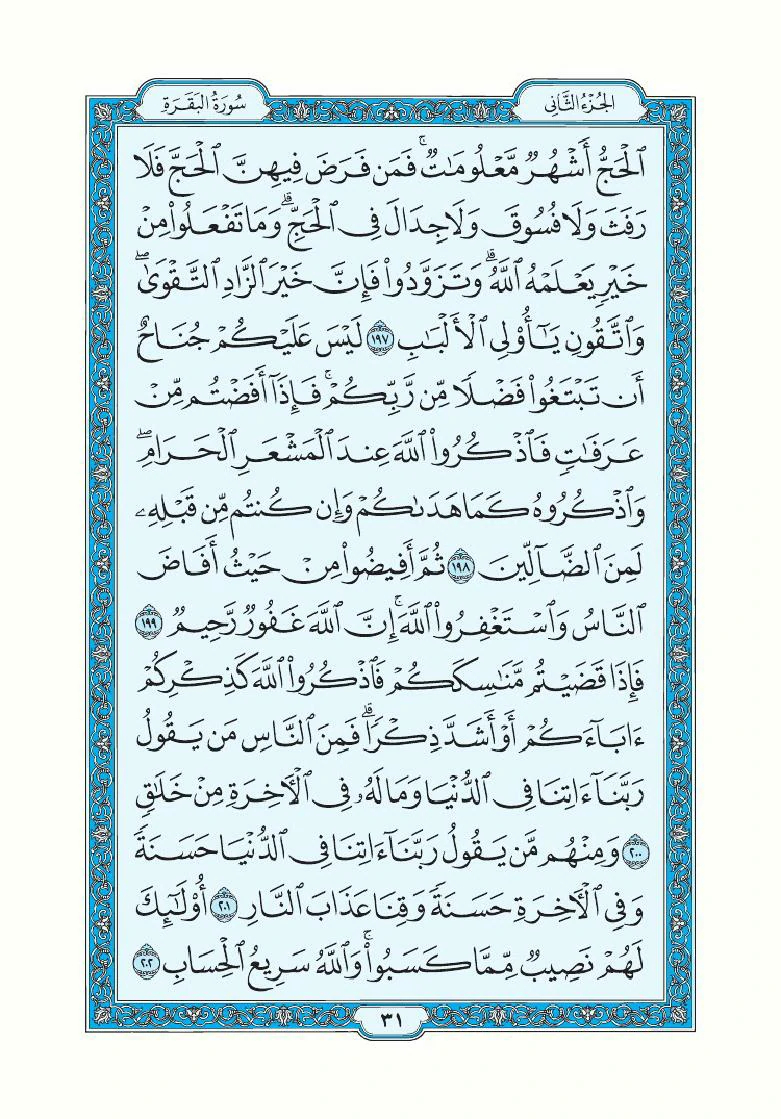 الجُزْءُ الثَّانِي
سُورَةُ البَقَرَةِ
ٱلْحَجُّ أَشْهُرٌ مَّعْلُومَٰتٌ ۚ فَمَن فَرَضَ فِيهِنَّ ٱلْحَجَّ فَلَا
رَفَثَ وَلَا فُسُوقَ وَلَا جِدَالَ فِى ٱلْحَجِّ ۗ وَمَا تَفْعَلُوا۟ مِنْ
خَيْرٍ يَعْلَمْهُ ٱللَّهُ ۗ وَتَزَوَّدُوا۟ فَإِنَّ خَيْرَ ٱلزَّادِ ٱلتَّقْوَىٰ ۖ
وَٱتَّقُونِ يَٰٓأُو۟لِى ٱلْأَلْبَٰبِ ١٩٧ لَيْسَ عَلَيْكُمْ جُنَاحٌ
أَن تَبْتَغُوا۟ فَضْلًا مِّن رَّبِّكُمْ ۚ فَإِذَآ أَفَضْتُم مِّنْ
عَرَفَٰتٍ فَٱذْكُرُوا۟ ٱللَّهَ عِندَ ٱلْمَشْعَرِ ٱلْحَرَامِ ۖ
وَٱذْكُرُوهُ كَمَا هَدَىٰكُمْ وَإِن كُنتُم مِّن قَبْلِهِۦ
لَمِنَ ٱلضَّآلِّينَ ١٩٨ ثُمَّ أَفِيضُوا۟ مِنْ حَيْثُ أَفَاضَ
ٱلنَّاسُ وَٱسْتَغْفِرُوا۟ ٱللَّهَ ۚ إِنَّ ٱللَّهَ غَفُورٌ رَّحِيمٌ ١٩٩
فَإِذَا قَضَيْتُم مَّنَٰسِكَكُمْ فَٱذْكُرُوا۟ ٱللَّهَ كَذِكْرِكُمْ
ءَابَآءَكُمْ أَوْ أَشَدَّ ذِكْرًا ۗ فَمِنَ ٱلنَّاسِ مَن يَقُولُ
رَبَّنَآ ءَاتِنَا فِى ٱلدُّنْيَا وَمَا لَهُۥ فِى ٱلْءَاخِرَةِ مِنْ خَلَٰقٍ
٢٠٠ وَمِنْهُم مَّن يَقُولُ رَبَّنَآ ءَاتِنَا فِى ٱلدُّنْيَا حَسَنَةً
وَفِى ٱلْءَاخِرَةِ حَسَنَةً وَقِنَا عَذَابَ ٱلنَّارِ ٢٠١ أُو۟لَٰٓئِكَ
لَهُمْ نَصِيبٌ مِّمَّا كَسَبُوا۟ ۚ وَٱللَّهُ سَرِيعُ ٱلْحِسَابِ ٢٠٢
٣١